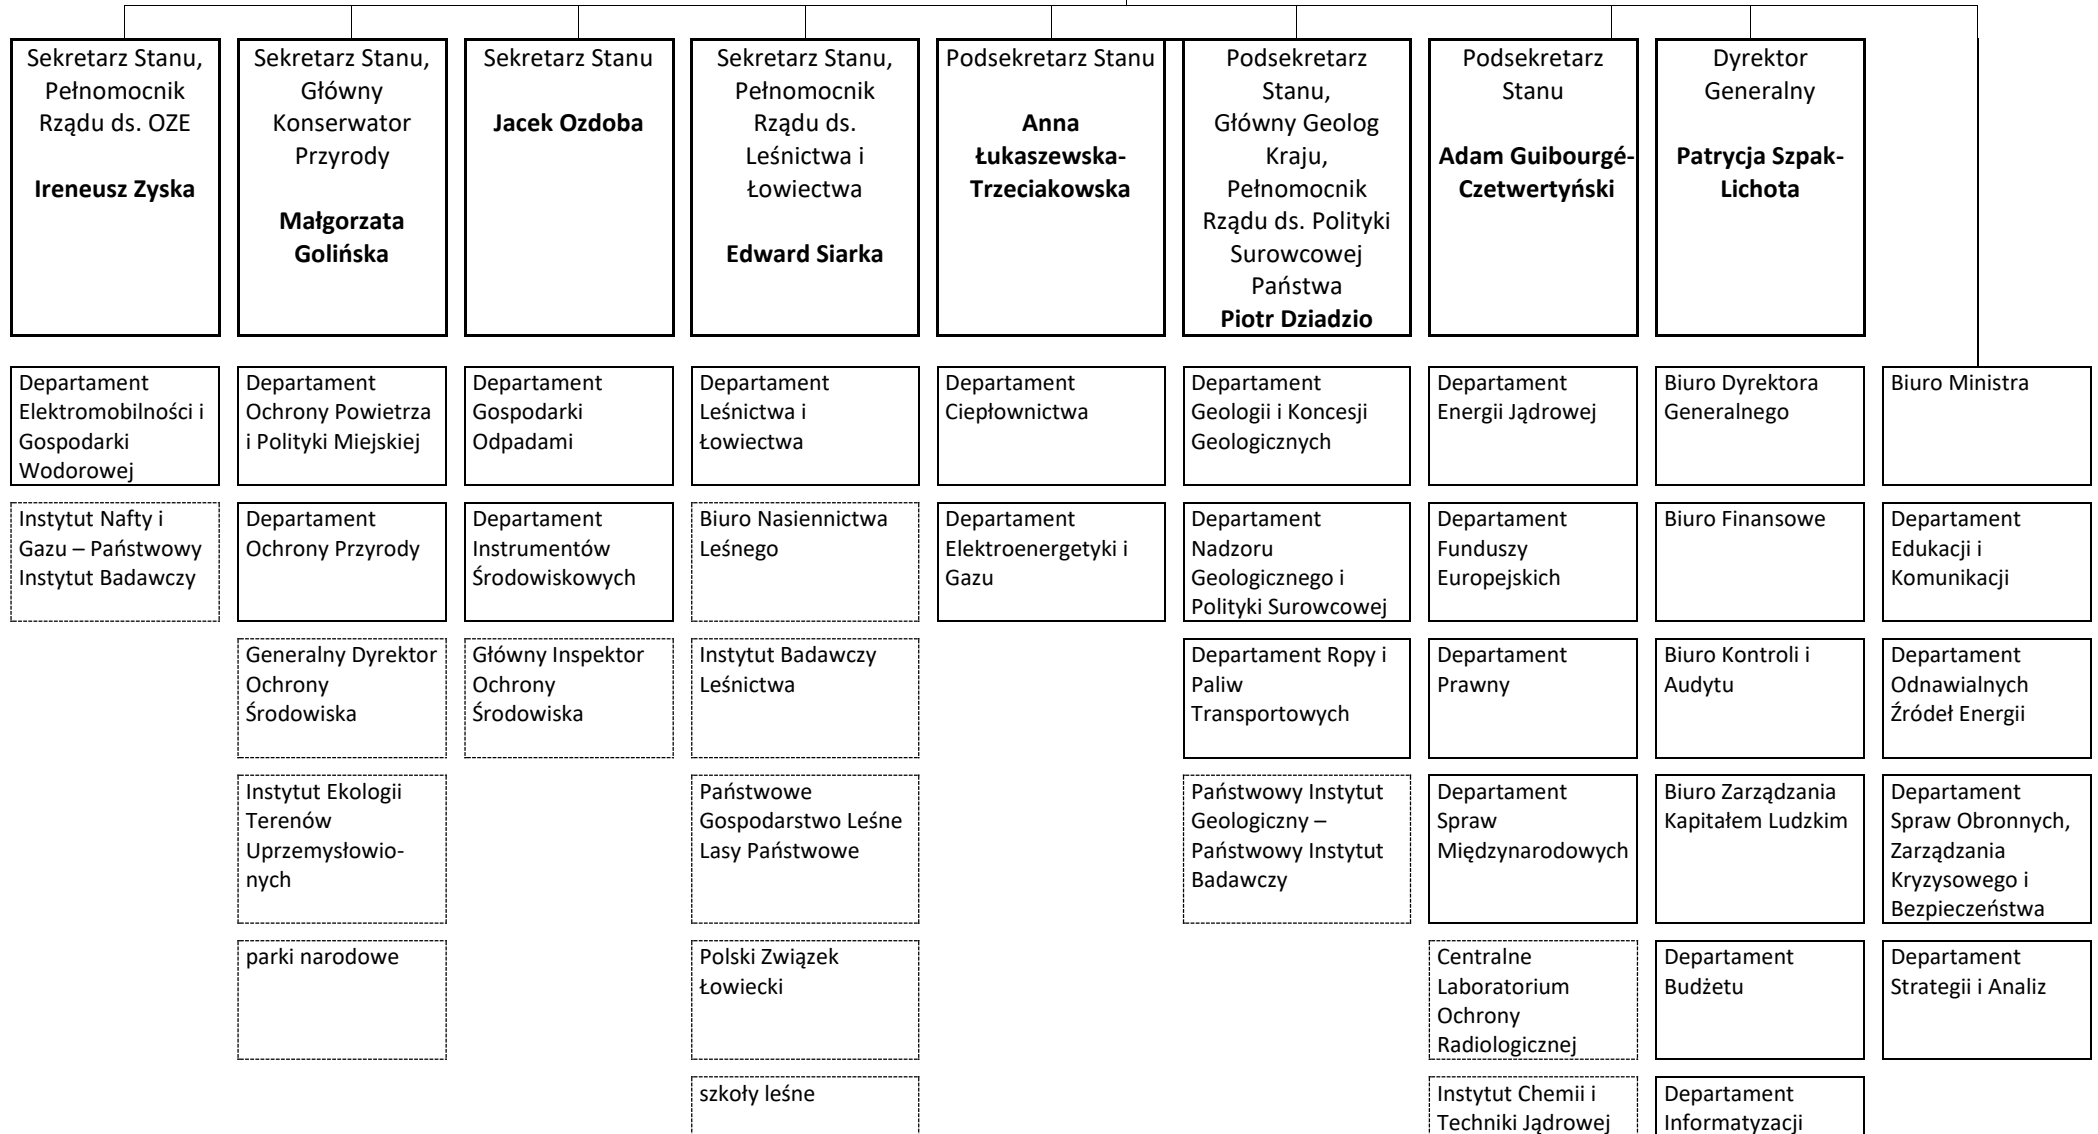 Sekretarz Stanu,
Pełnomocnik
Rządu ds. OZE
Ireneusz Zyska
Sekretarz Stanu,
Główny
Konserwator
Przyrody
Małgorzata
Golińska
Sekretarz Stanu
Jacek Ozdoba
Sekretarz Stanu,
Pełnomocnik
Rządu ds.
Leśnictwa i
Łowiectwa
Edward Siarka
Podsekretarz Stanu
Anna
Łukaszewska-
Trzeciakowska
Podsekretarz
Stanu,
Główny Geolog
Kraju,
Pełnomocnik
Rządu ds. Polityki
Surowcowej
Państwa
Piotr Dziadzio
Podsekretarz
Stanu
Adam Guibourgé-
Czetwertyński
Dyrektor
Generalny
Patrycja Szpak-
Lichota
Departament
Elektromobilności i
Gospodarki
Wodorowej
Departament
Ochrony Powietrza
i Polityki Miejskiej
Departament
Gospodarki
Odpadami
Departament
Leśnictwa i
Łowiectwa
Departament
Ciepłownictwa
Departament
Geologii i Koncesji
Geologicznych
Departament
Energii Jądrowej
Biuro Dyrektora
Generalnego
Biuro Ministra
Instytut Nafty i
Gazu – Państwowy
Instytut Badawczy
Departament
Ochrony Przyrody
Departament
Instrumentów
Środowiskowych
Biuro Nasiennictwa
Leśnego
Departament
Elektroenergetyki i
Gazu
Departament
Nadzoru
Geologicznego i
Polityki Surowcowej
Departament
Funduszy
Europejskich
Biuro Finansowe
Departament
Edukacji i
Komunikacji
Generalny Dyrektor
Ochrony
Środowiska
Główny Inspektor
Ochrony
Środowiska
Instytut Badawczy
Leśnictwa
Departament Ropy i
Paliw
Transportowych
Departament
Prawny
Biuro Kontroli i
Audytu
Departament
Odnawialnych
Źródeł Energii
Instytut Ekologii
Terenów
Uprzemysłowio-
nych
Państwowe
Gospodarstwo Leśne
Lasy Państwowe
Państwowy Instytut
Geologiczny –
Państwowy Instytut
Badawczy
Departament
Spraw
Międzynarodowych
Biuro Zarządzania
Kapitałem Ludzkim
Departament
Spraw Obronnych,
Zarządzania
Kryzysowego i
Bezpieczeństwa
parki narodowe
Polski Związek
Łowiecki
Centralne
Laboratorium
Ochrony
Radiologicznej
Departament
Budżetu
Departament
Strategii i Analiz
szkoły leśne
Instytut Chemii i
Techniki Jądrowej
Departament
Informatyzacji